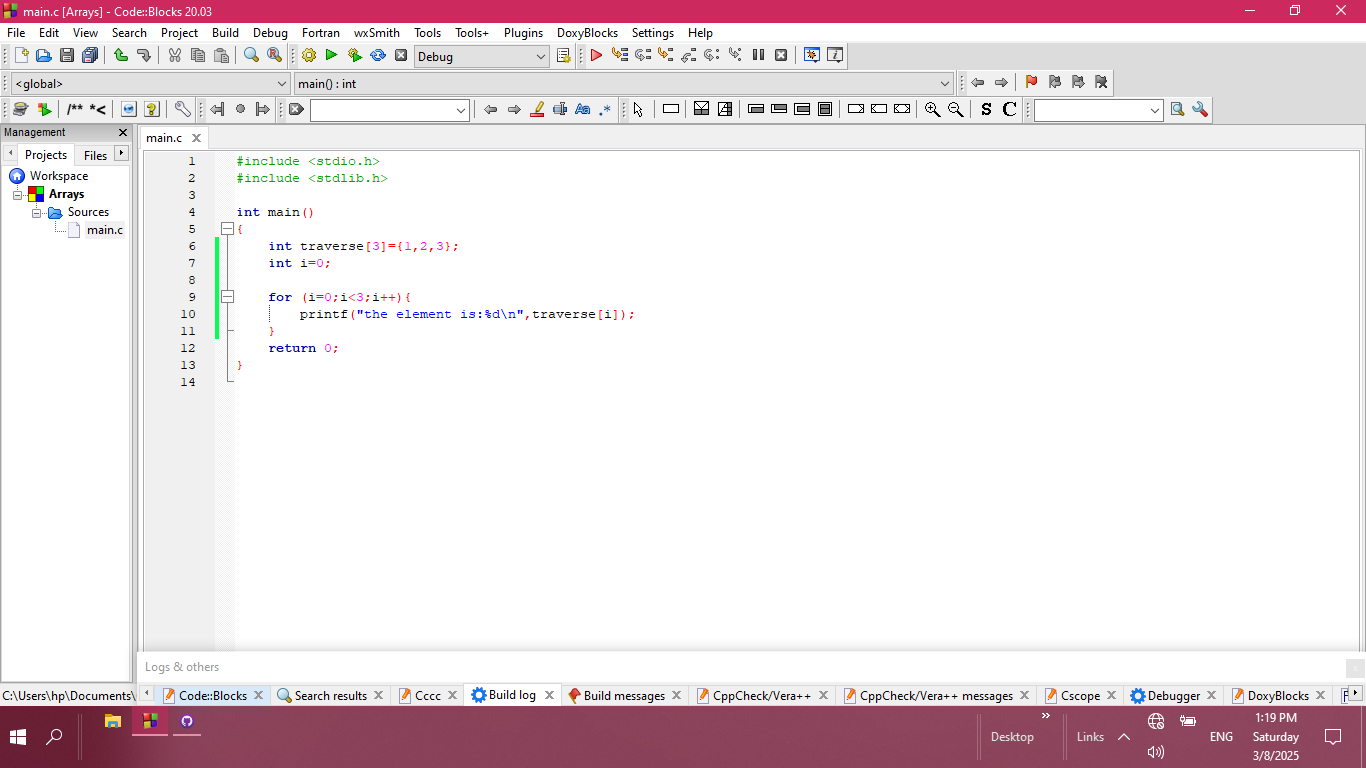 main.c [Arrays] - Code::Blocks 20.03
File Edit View Search Project Build Debug Fortran wxSmith Tools Tools+ Plugins DoxyBlocks Settings Help
Debug
<global> main() : int
/** *< Aa .* S C
Management
main.c
Projects Files
Workspace
Arrays
Sources
main.c
1 #include <stdio.h>
2 #include <stdlib.h>
3
4 int main()
5 {
6 int traverse[3]={1,2,3};
7 int i=0;
8
9 for (i=0;i<3;i++){
10 printf("the element is:%d\n",traverse[i]);
11 }
12 return 0;
13 }
14
Logs & others
Code::Blocks Search results Cccc Build log Build messages CppCheck/Vera++ CppCheck/Vera++ messages Cscope Debugger DoxyBlocks
C:\Users\hp\Documents\
Desktop » Links ENG
1:19 PM
Saturday
3/8/2025